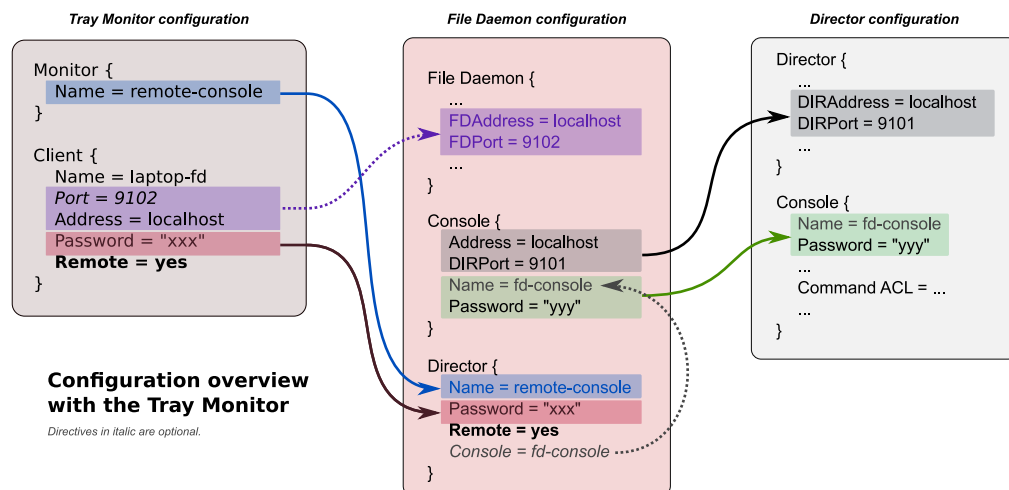 Tray Monitor configuration
Monitor {
Name = remote-console
}
Client {
Name = laptop-fd
Port = 9102
Address = localhost
Password = "xxx"
Remote = yes
}
Configuration overview
with the Tray Monitor
Directives in italic are optional.
File Daemon configuration
File Daemon {
...
FDAddress = localhost
FDPort = 9102
...
}
Console {
Address = localhost
DIRPort = 9101
Name = fd-console
Password = "yyy"
}
Director {
Name = remote-console
Password = "xxx"
Remote = yes
Console = fd-console
}
Director configuration
Director {
...
DIRAddress = localhost
DIRPort = 9101
...
}
Console {
Name = fd-console
Password = "yyy"
...
Command ACL = ...
...
}